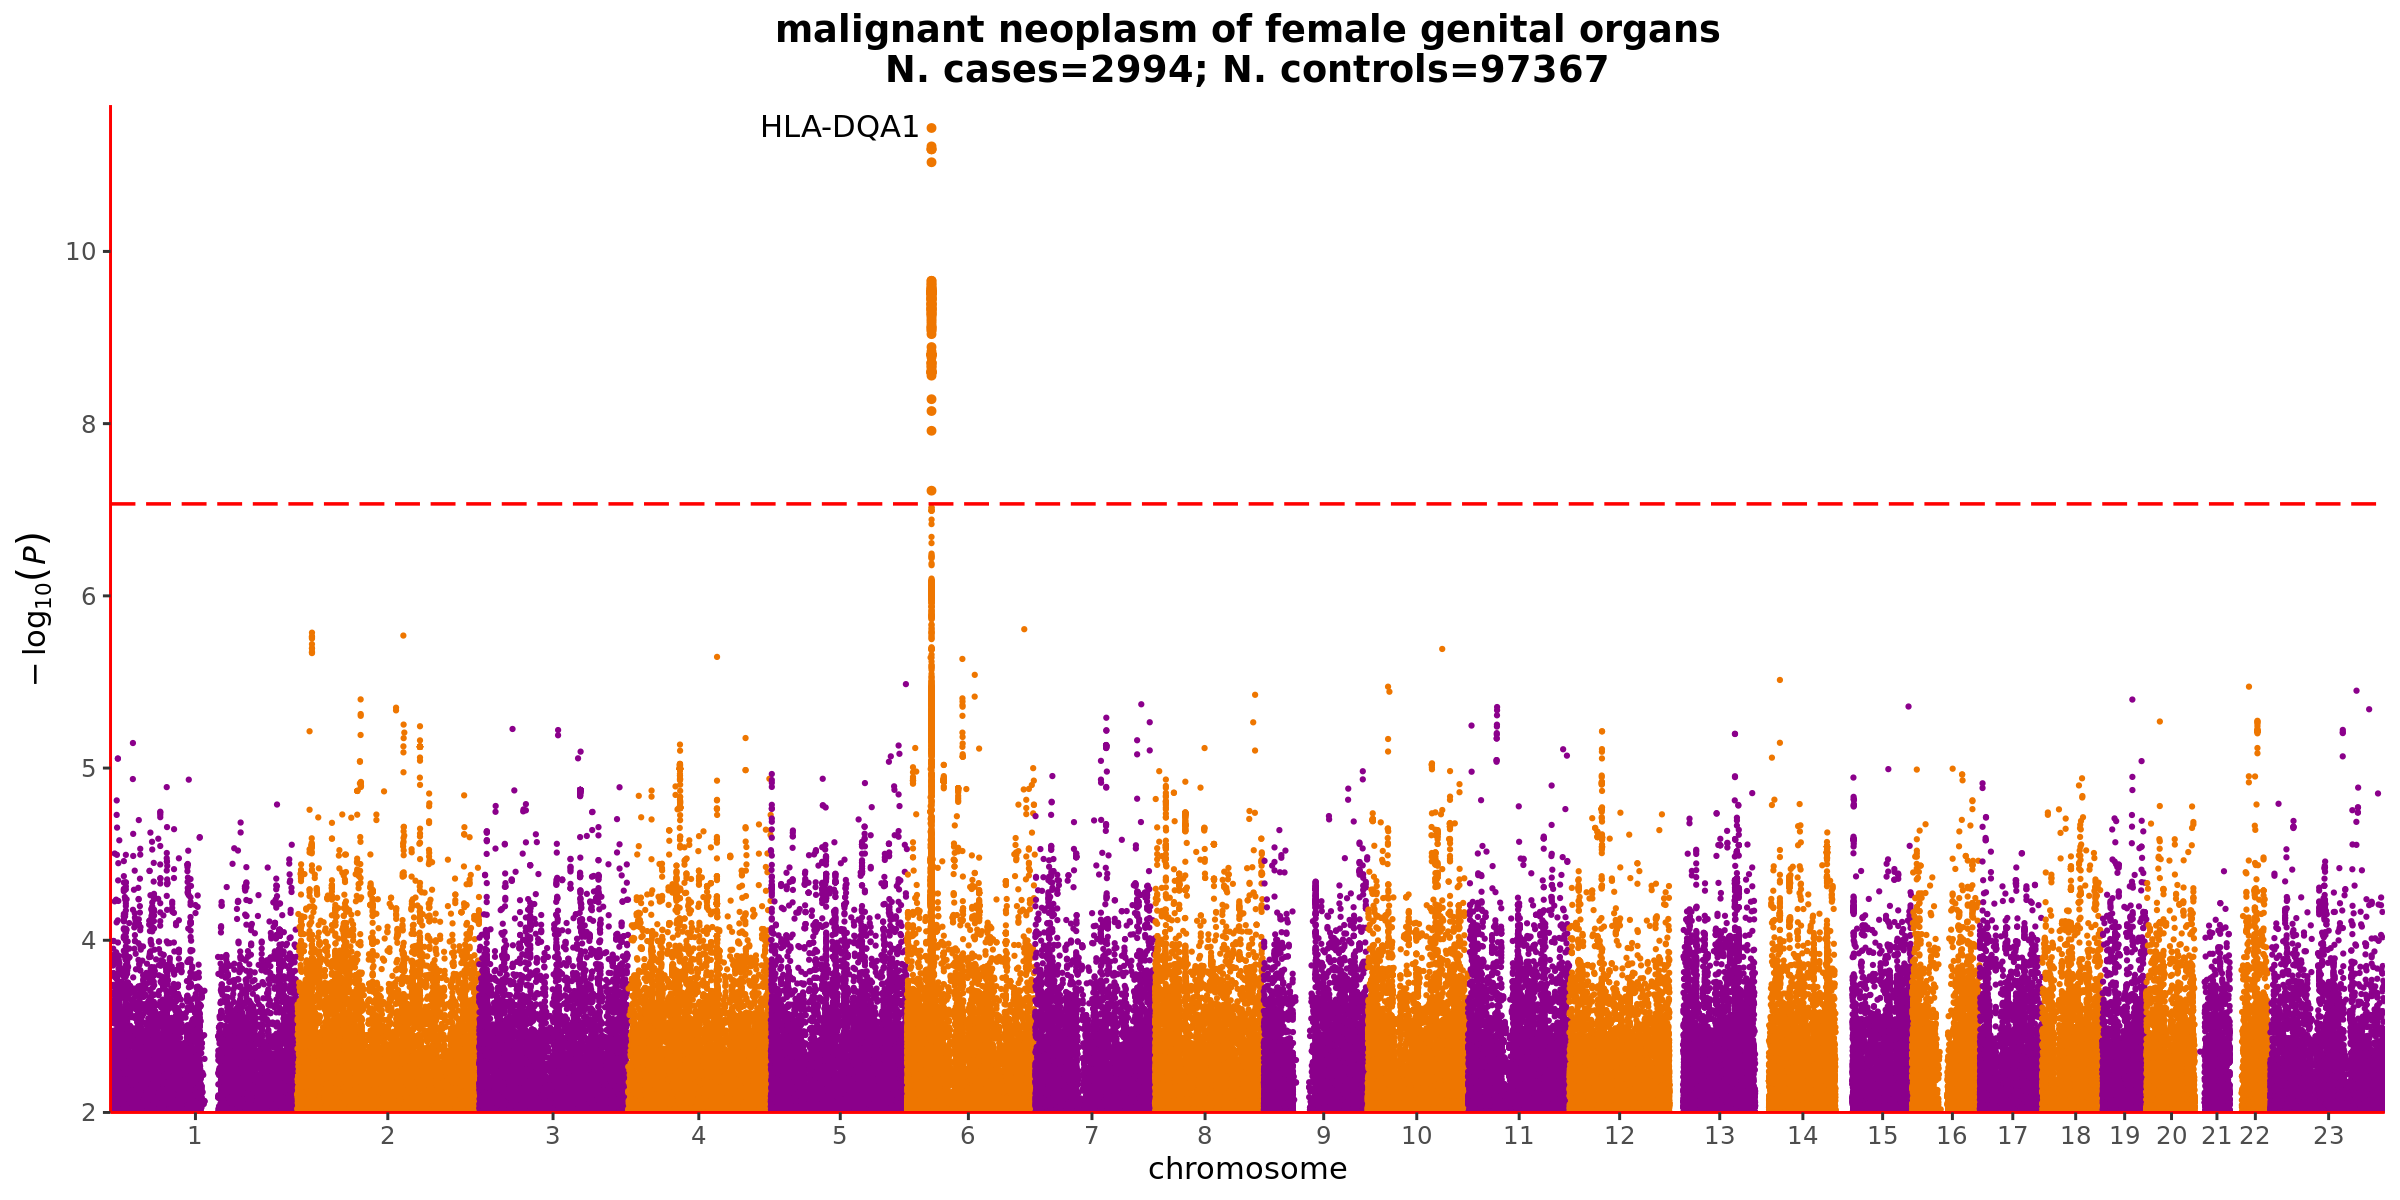 malignant neoplasm of female genital organs
N. cases=2994; N. controls=97367
HLA-DQA1
10
8
6
5
4
2
−log₁₀(P)
1 2 3 4 5 6 7 8 9 10 11 12 13 14 15 16 17 18 19 20 21 22 23
chromosome